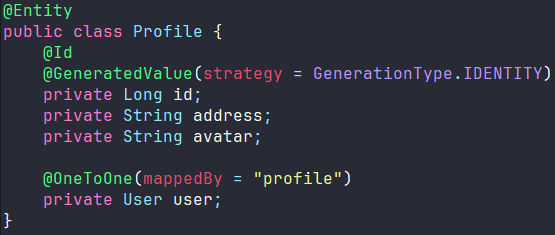 @Entity
public class Profile {
    @Id
    @GeneratedValue(strategy = GenerationType.IDENTITY)
    private Long id;
    private String address;
    private String avatar;

    @OneToOne(mappedBy = "profile")
    private User user;
}